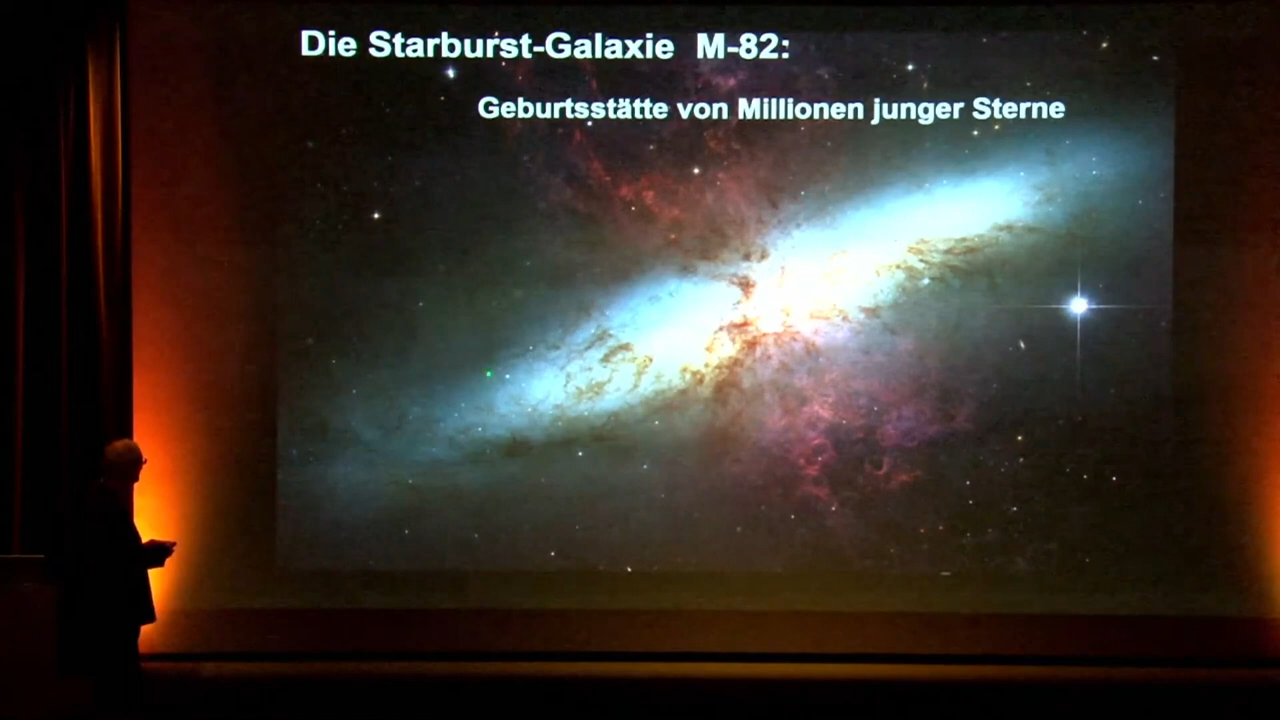 Die Starburst-Galaxie M-82:
Geburtsstätte von Millionen junger Sterne